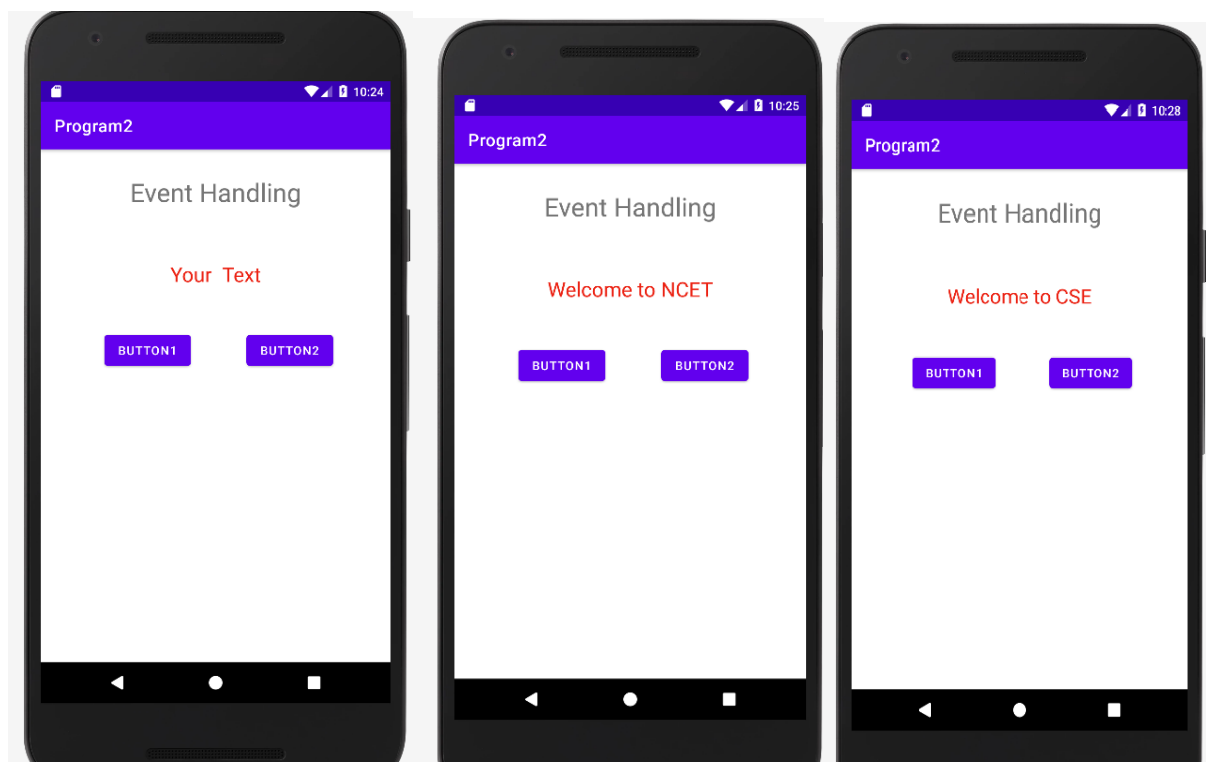 10:24
Program2
Event Handling
Your  Text
BUTTON1 BUTTON2
10:25
Program2
Event Handling
Welcome to NCET
BUTTON1 BUTTON2
10:28
Program2
Event Handling
Welcome to CSE
BUTTON1 BUTTON2